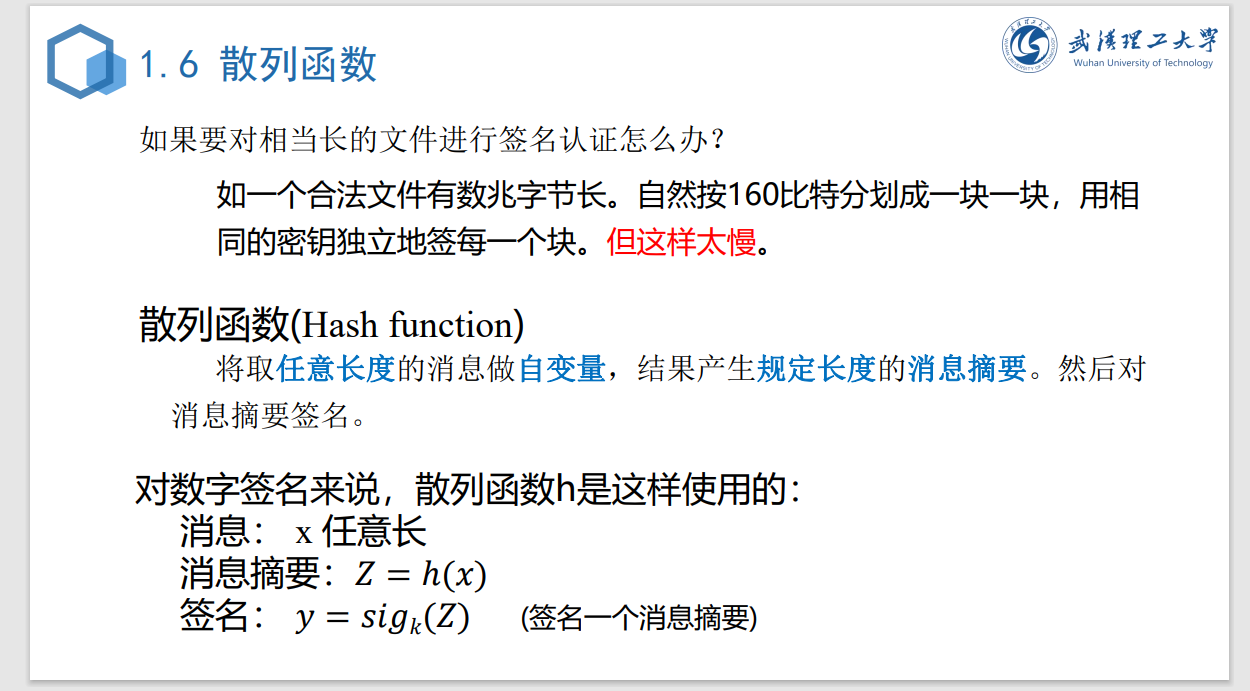 1.6 散列函数
武汉理工大学
Wuhan University of Technology
如果要对相当长的文件进行签名认证怎么办？
如一个合法文件有数兆字节长。自然按160比特分划成一块一块，用相
同的密钥独立地签每一个块。但这样太慢。
散列函数(Hash function)
将取任意长度的消息做自变量，结果产生规定长度的消息摘要。然后对
消息摘要签名。
对数字签名来说，散列函数h是这样使用的：
消息： x 任意长
消息摘要：Z = h(x)
签名： y = sigₖ(Z) (签名一个消息摘要)